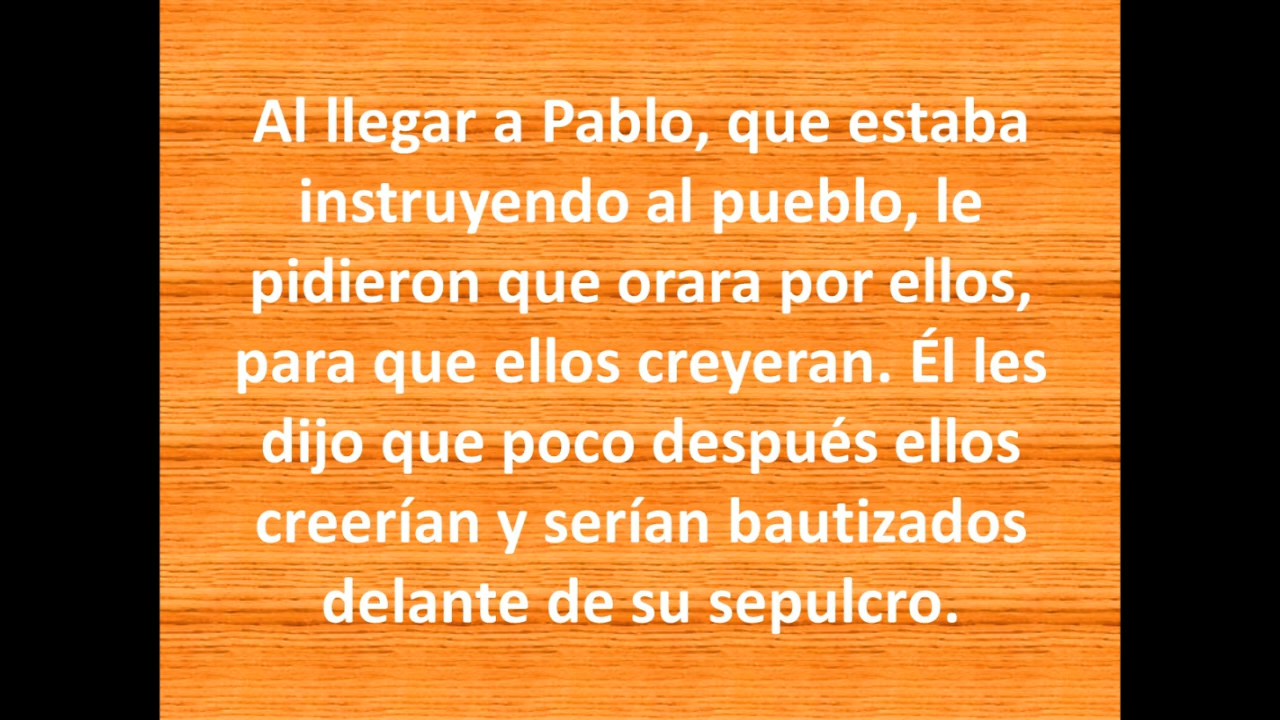 Al llegar a Pablo, que estaba
instruyendo al pueblo, le
pidieron que orara por ellos,
para que ellos creyeran. Él les
dijo que poco después ellos
creerían y serían bautizados
delante de su sepulcro.